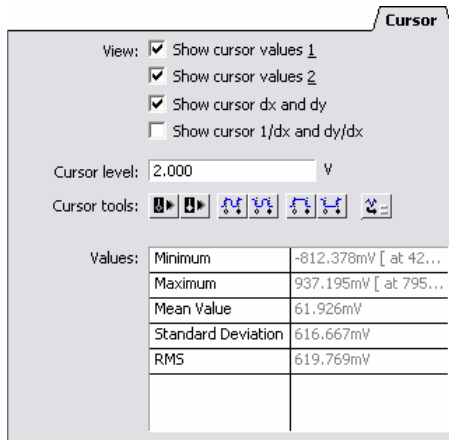 Cursor
View: Show cursor values 1
Show cursor values 2
Show cursor dx and dy
Show cursor 1/dx and dy/dx
Cursor level: 2.000 V
Cursor tools:
Values: Minimum -812.378mV [ at 42...
Maximum 937.195mV [ at 795...
Mean Value 61.926mV
Standard Deviation 616.667mV
RMS 619.769mV